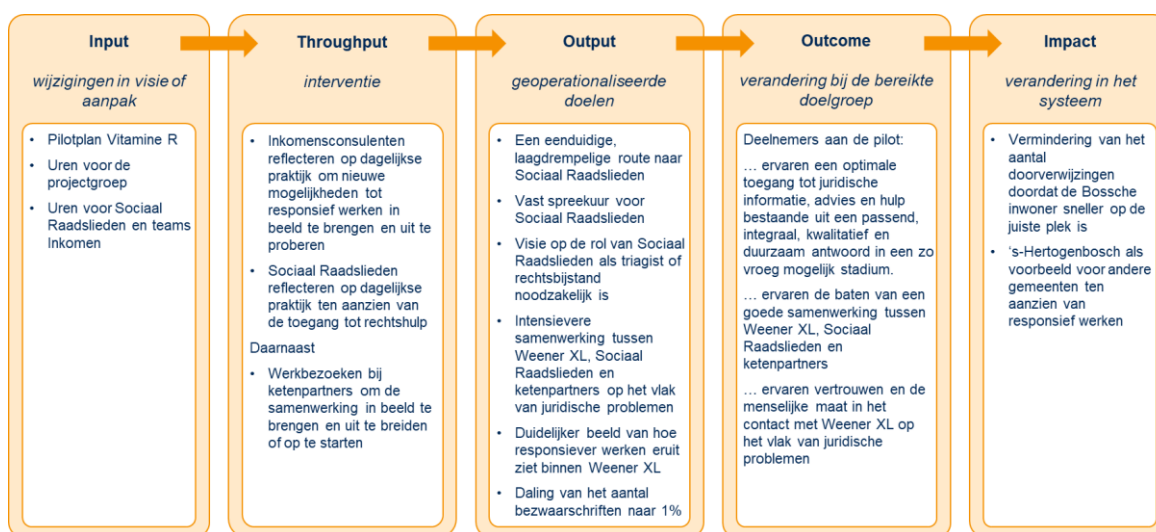 Input
wijzigingen in visie of
aanpak
• Pilotplan Vitamine R
• Uren voor de
projectgroep
• Uren voor Sociaal
Raadslieden en teams
Inkomen
Throughput
interventie
• Inkomensconsulenten
reflecteren op dagelijkse
praktijk om nieuwe
mogelijkheden tot
responsief werken in
beeld te brengen en uit te
proberen
• Sociaal Raadslieden
reflecteren op dagelijkse
praktijk ten aanzien van
de toegang tot rechtshulp
Daarnaast
• Werkbezoeken bij
ketenpartners om de
samenwerking in beeld te
brengen en uit te breiden
of op te starten
Output
geoperationaliseerde
doelen
• Een eenduidige,
laagdrempelige route naar
Sociaal Raadslieden
• Vast spreekuur voor
Sociaal Raadslieden
• Visie op de rol van Sociaal
Raadslieden als triagist of
rechtsbijstand
noodzakelijk is
• Intensievere
samenwerking tussen
Weener XL, Sociaal
Raadslieden en
ketenpartners op het vlak
van juridische problemen
• Duidelijker beeld van hoe
responsiever werken eruit
ziet binnen Weener XL
• Daling van het aantal
bezwaarschriften naar 1%
Outcome
verandering bij de bereikte
doelgroep
Deelnemers aan de pilot:
… ervaren een optimale
toegang tot juridische
informatie, advies en hulp
bestaande uit een passend,
integraal, kwalitatief en
duurzaam antwoord in een zo
vroeg mogelijk stadium.
… ervaren de baten van een
goede samenwerking tussen
Weener XL, Sociaal
Raadslieden en
ketenpartners
… ervaren vertrouwen en de
menselijke maat in het
contact met Weener XL op
het vlak van juridische
problemen
Impact
verandering in het
systeem
• Vermindering van het
aantal
doorverwijzingen
doordat de Bossche
inwoner sneller op de
juiste plek is
• ‘s-Hertogenbosch als
voorbeeld voor andere
gemeenten ten
aanzien van
responsief werken